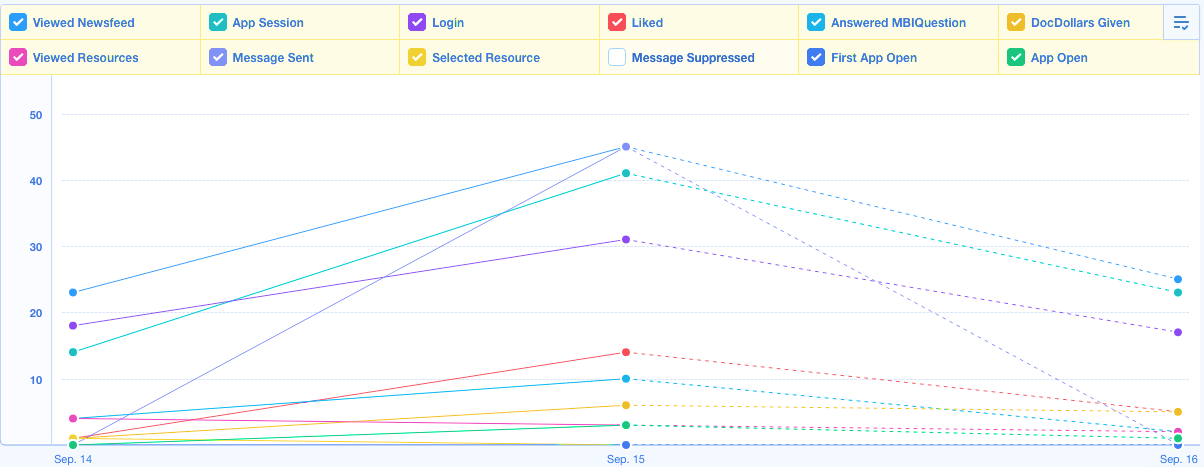 Viewed Newsfeed App Session Login Liked Answered MBIQuestion DocDollars Given
Viewed Resources Message Sent Selected Resource Message Suppressed First App Open App Open
50
40
30
20
10
Sep. 14 Sep. 15 Sep. 16